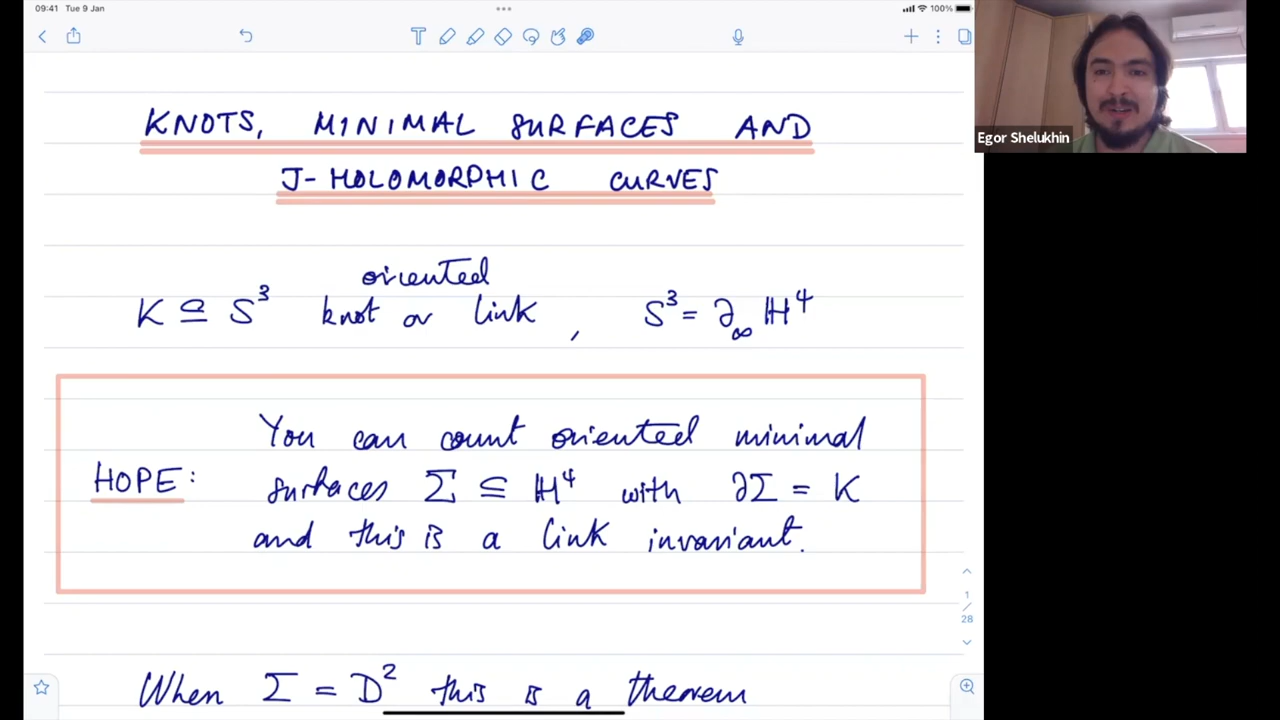 09:41 Tue 9 Jan
100%
KNOTS, MINIMAL SURFACES AND
J-HOLOMORPHIC CURVES
Egor Shelukhin
oriented
K ⊆ S³ knot or link, S³ = ∂∞ ℍ⁴
You can count oriented minimal
HOPE: surfaces Σ ⊆ ℍ⁴ with ∂Σ = K
and this is a link invariant.
1
/
28
When Σ = D² this is a theorem